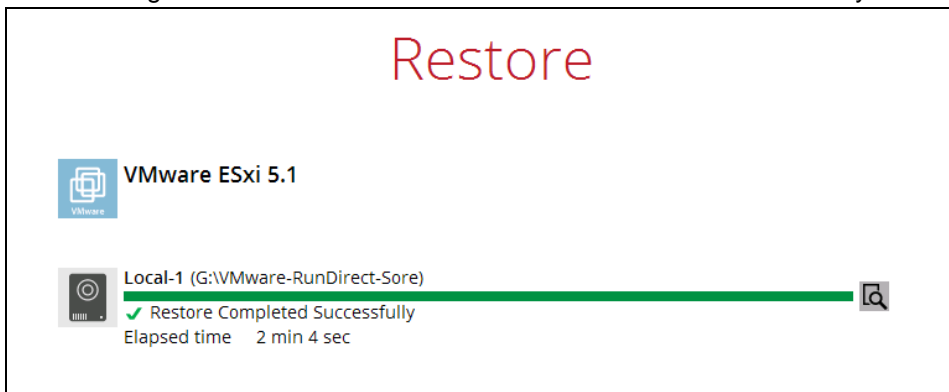 Restore
VMware ESxi 5.1
VMware
Local-1 (G:\VMware-RunDirect-Sore)
Restore Completed Successfully
Elapsed time 2 min 4 sec